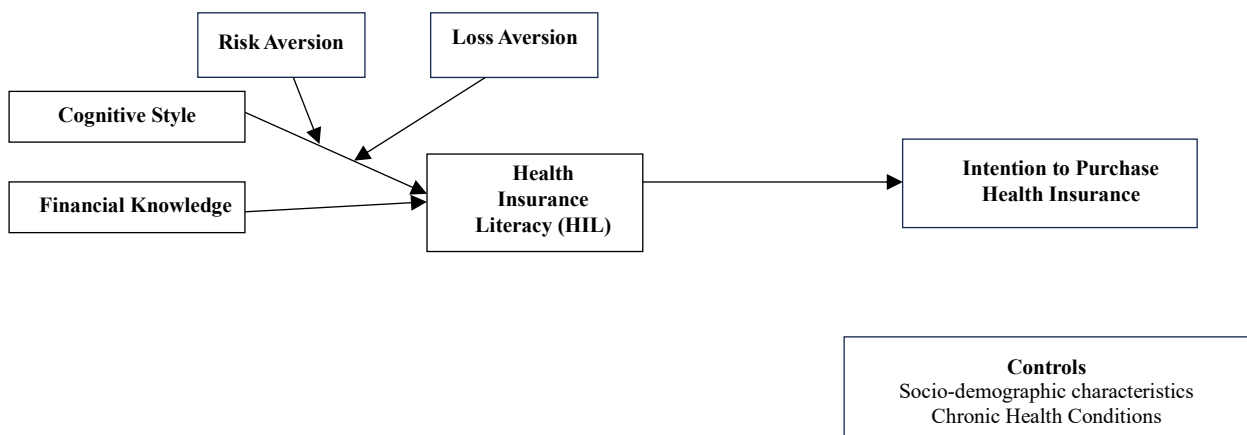 Risk Aversion
Loss Aversion
Cognitive Style
Financial Knowledge
Health
Insurance
Literacy (HIL)
Intention to Purchase
Health Insurance
Controls
Socio-demographic characteristics
Chronic Health Conditions